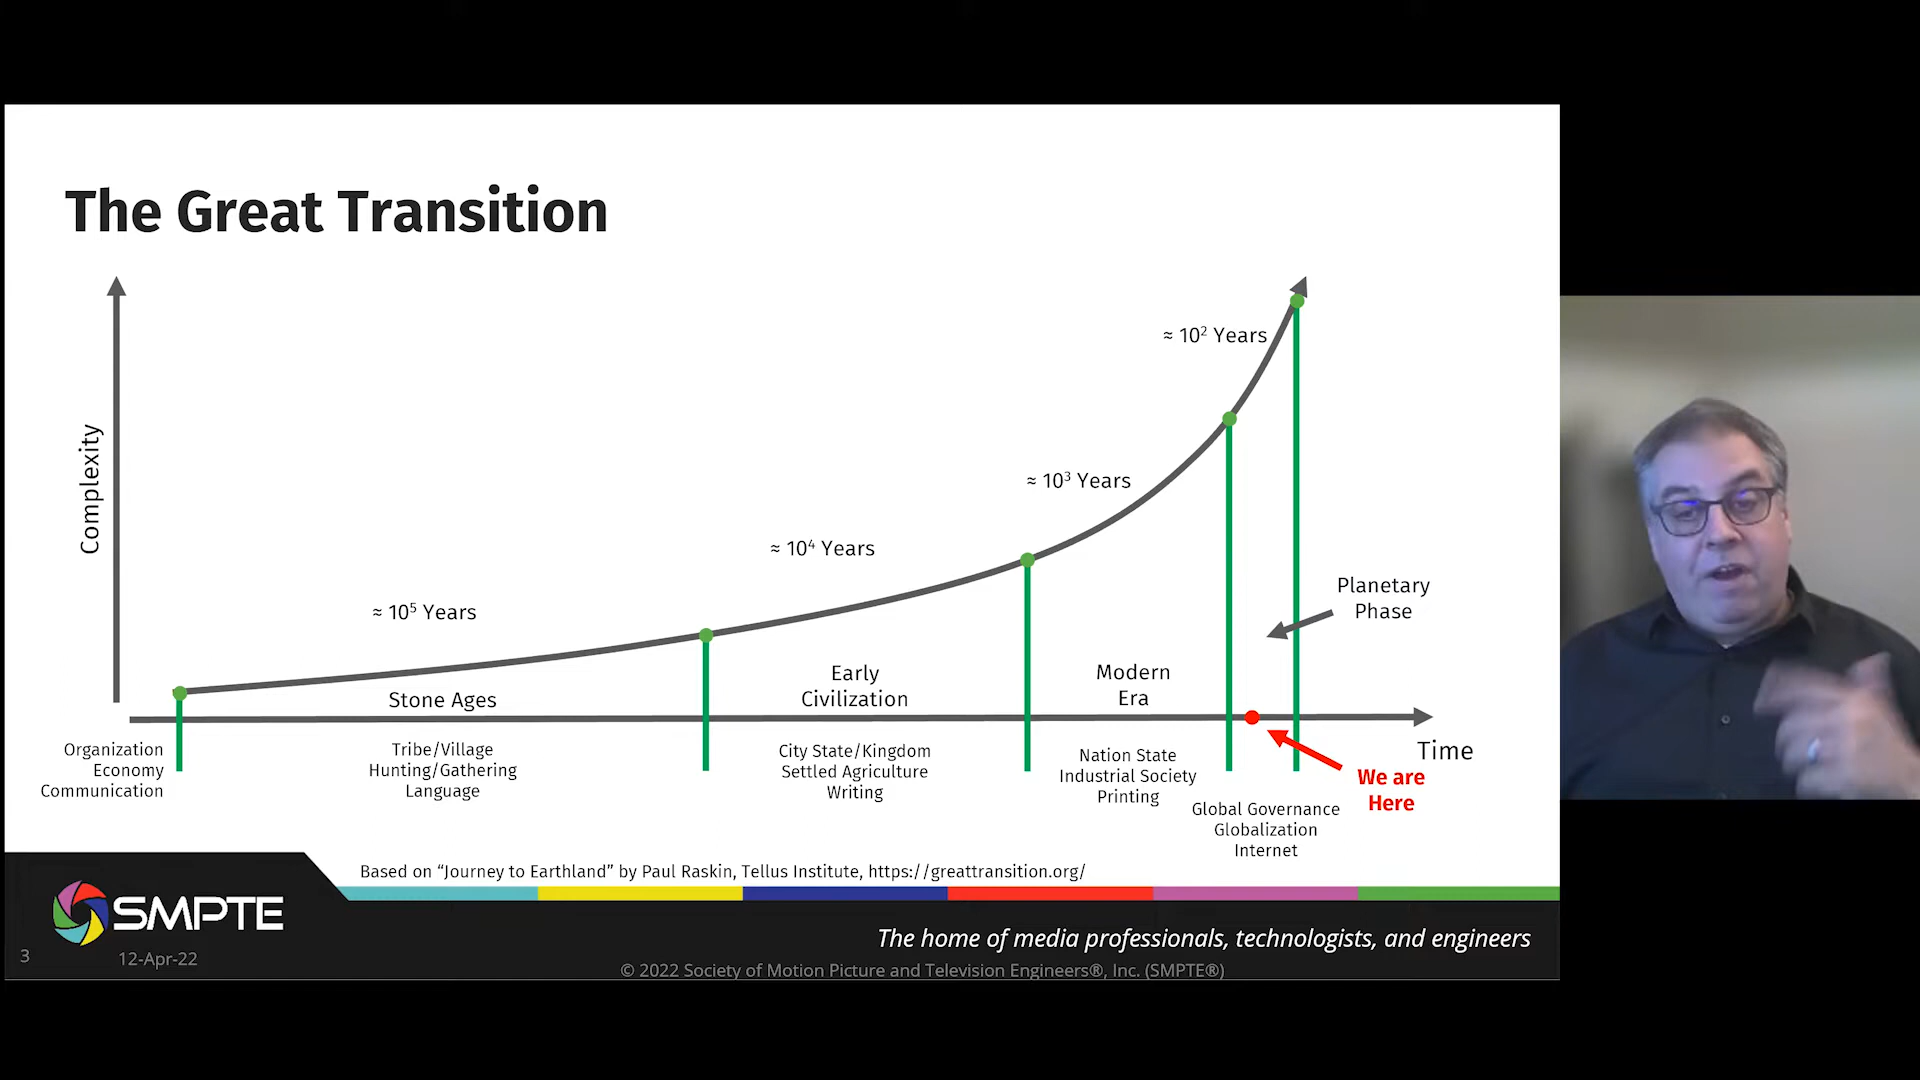 The Great Transition
Complexity
≈ 10² Years
≈ 10³ Years
≈ 10⁴ Years
≈ 10⁵ Years
Planetary
Phase
Stone Ages
Early
Civilization
Modern
Era
Time
We are
Here
Organization
Economy
Communication
Tribe/Village
Hunting/Gathering
Language
City State/Kingdom
Settled Agriculture
Writing
Nation State
Industrial Society
Printing
Global Governance
Globalization
Internet
Based on “Journey to Earthland” by Paul Raskin, Tellus Institute, https://greattransition.org/
SMPTE
The home of media professionals, technologists, and engineers
3
12-Apr-22
© 2022 Society of Motion Picture and Television Engineers®, Inc. (SMPTE®)